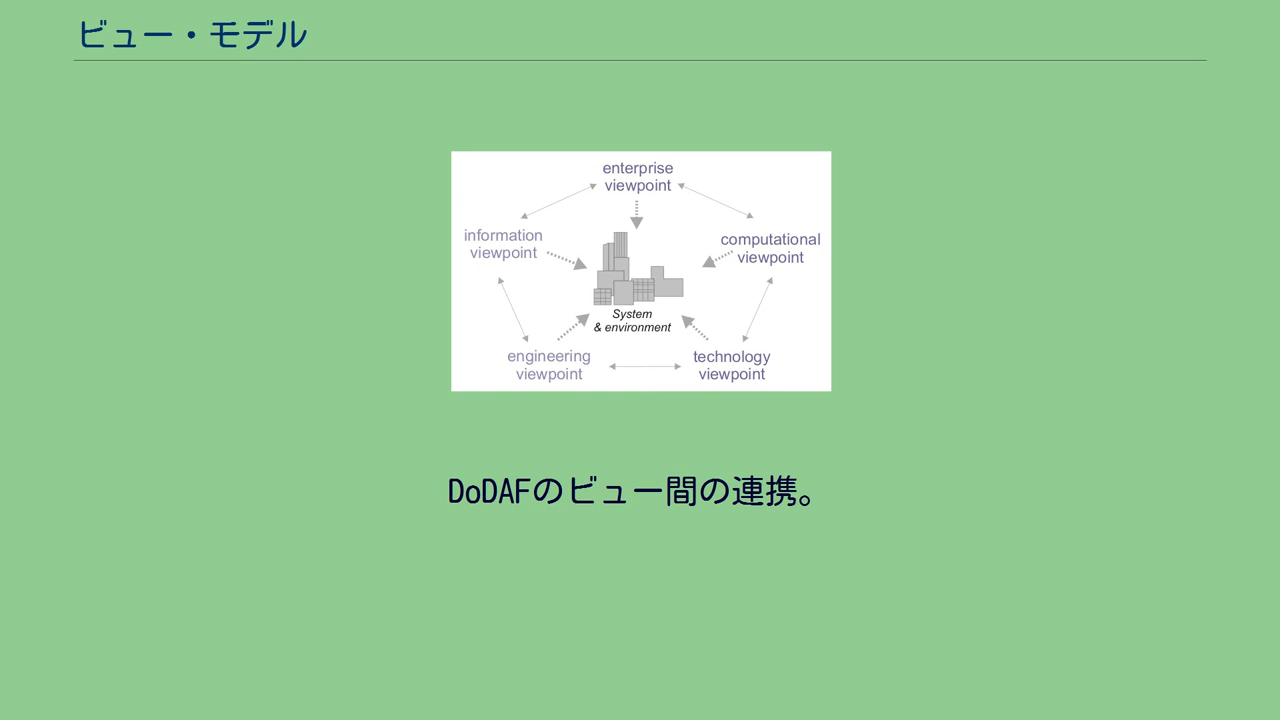 ビュー・モデル
enterprise
viewpoint
information
viewpoint
computational
viewpoint
System
& environment
engineering
viewpoint
technology
viewpoint
DoDAFのビュー間の連携。